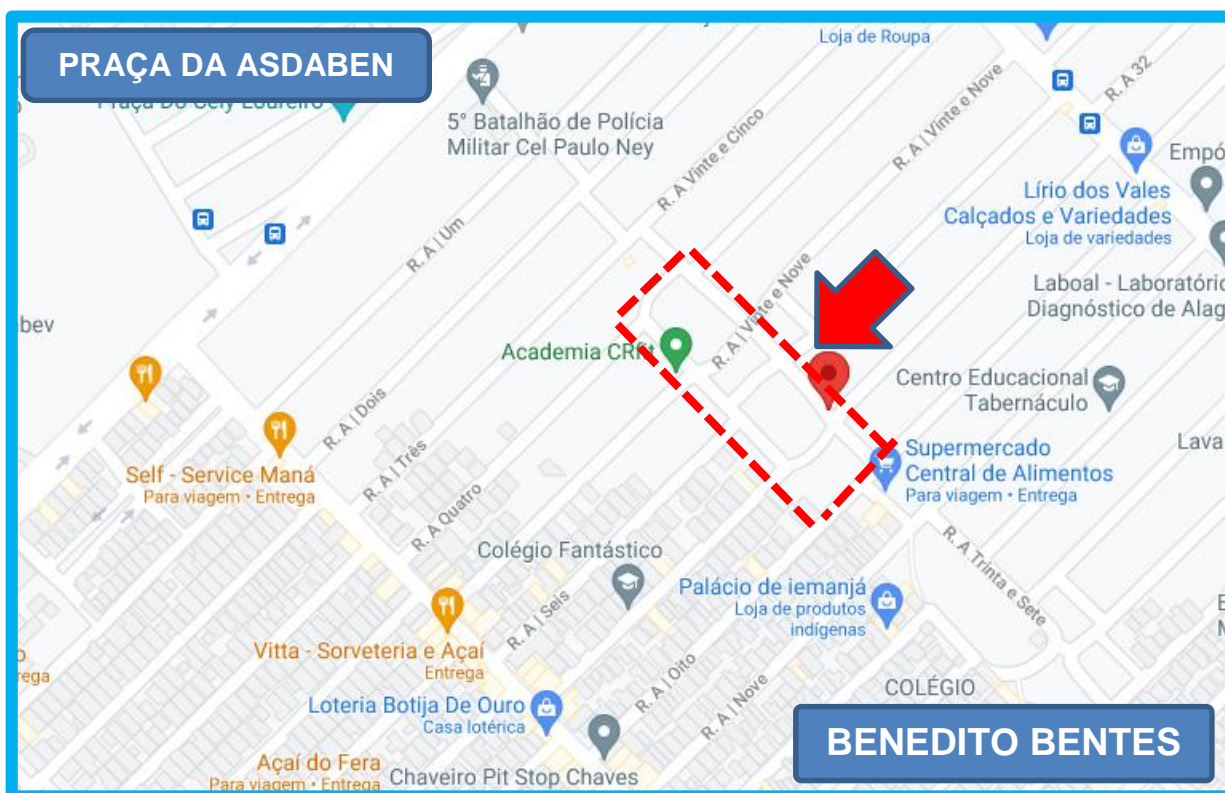 PRAÇA DA ASDABEN
Loja de Roupa
5° Batalhão de Polícia
Militar Cel Paulo Ney
R. A Vinte e Cinco
R. A | Vinte e Nove
R. A 32
Empó
Lírio dos Vales
Calçados e Variedades
Loja de variedades
R. A | Um
Laboal - Laboratório
Diagnóstico de Alag
bev
R. A | Vinte e Nove
Academia CRfit
Centro Educacional
Tabernáculo
R. A | Dois
Supermercado
Central de Alimentos
Para viagem • Entrega
Lava
Self - Service Maná
Para viagem • Entrega
R. A | Três
R. A Quatro
Colégio Fantástico
R. A Trinta e Sete
Palácio de iemanjá
Loja de produtos
indígenas
R. A | Seis
Vitta - Sorveteria e Açaí
Entrega
rega
R. A | Oito
COLÉGIO
R. A | Nove
Loteria Botija De Ouro
Casa lotérica
BENEDITO BENTES
Açaí do Fera
Para viagem • Entrega
Chaveiro Pit Stop Chaves